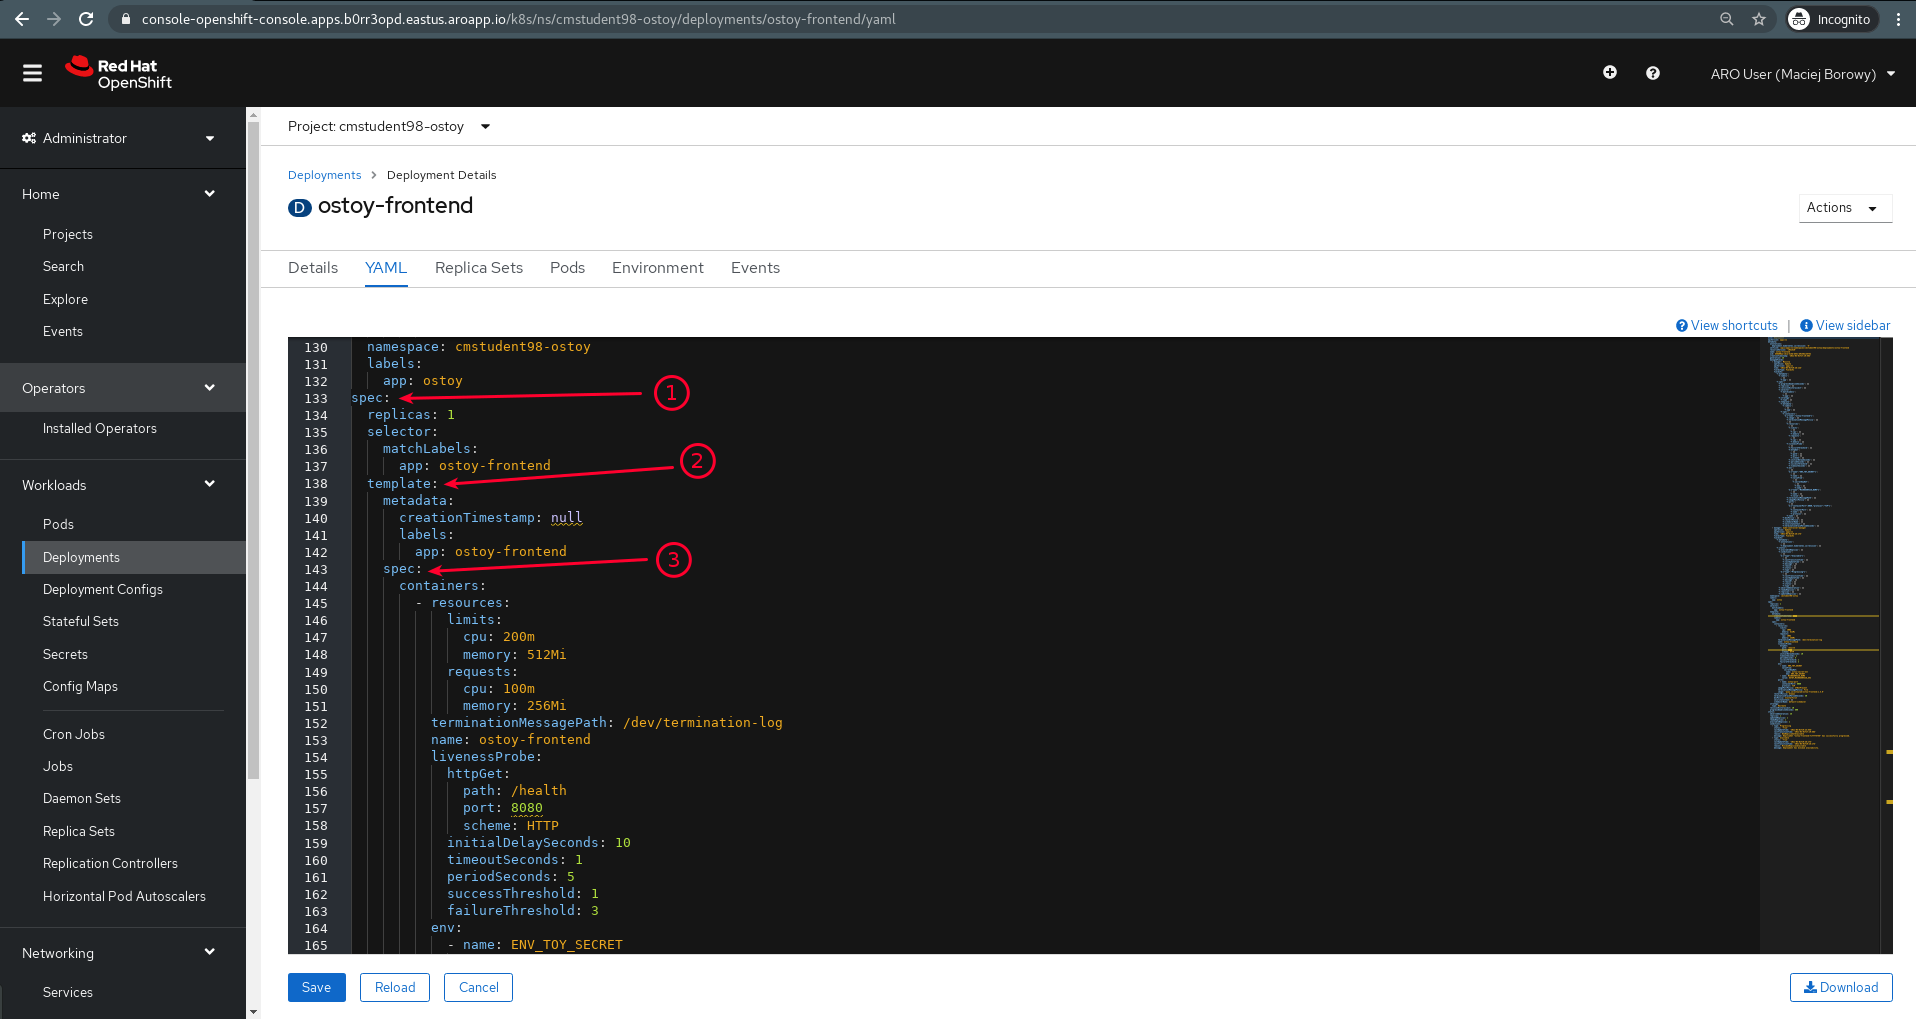 console-openshift-console.apps.b0rr3opd.eastus.aroapp.io/k8s/ns/cmstudent98-ostoy/deployments/ostoy-frontend/yaml
Incognito
Red Hat
OpenShift
ARO User (Maciej Borowy)
Administrator
Home
Projects
Search
Explore
Events
Operators
Installed Operators
Workloads
Pods
Deployments
Deployment Configs
Stateful Sets
Secrets
Config Maps
Cron Jobs
Jobs
Daemon Sets
Replica Sets
Replication Controllers
Horizontal Pod Autoscalers
Networking
Services
Project: cmstudent98-ostoy
Deployments > Deployment Details
D ostoy-frontend
Actions
Details YAML Replica Sets Pods Environment Events
View shortcuts | View sidebar
130 namespace: cmstudent98-ostoy
131 labels:
132 app: ostoy
133 spec: 1
134 replicas: 1
135 selector:
136 matchLabels:
137 app: ostoy-frontend 2
138 template:
139 metadata:
140 creationTimestamp: null
141 labels:
142 app: ostoy-frontend
143 spec: 3
144 containers:
145 - resources:
146 limits:
147 cpu: 200m
148 memory: 512Mi
149 requests:
150 cpu: 100m
151 memory: 256Mi
152 terminationMessagePath: /dev/termination-log
153 name: ostoy-frontend
154 livenessProbe:
155 httpGet:
156 path: /health
157 port: 8080
158 scheme: HTTP
159 initialDelaySeconds: 10
160 timeoutSeconds: 1
161 periodSeconds: 5
162 successThreshold: 1
163 failureThreshold: 3
164 env:
165 - name: ENV_TOY_SECRET
Save Reload Cancel
Download